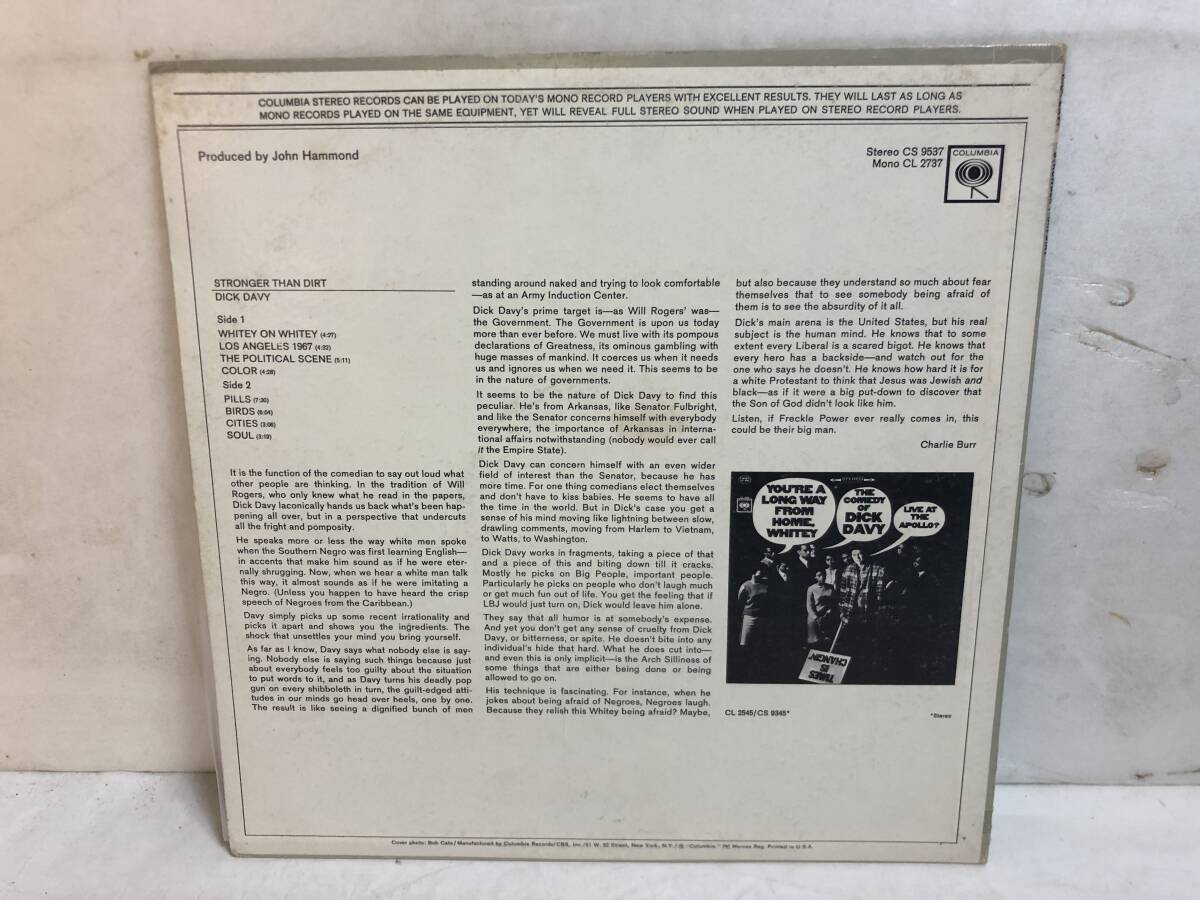 COLUMBIA STEREO RECORDS CAN BE PLAYED ON TODAY'S MONO RECORD PLAYERS WITH EXCELLENT RESULTS. THEY WILL LAST AS LONG AS
MONO RECORDS PLAYED ON THE SAME EQUIPMENT, YET WILL REVEAL FULL STEREO SOUND WHEN PLAYED ON STEREO RECORD PLAYERS.
Produced by John Hammond
Stereo CS 9537
Mono CL 2737
COLUMBIA
STRONGER THAN DIRT
DICK DAVY
Side 1
WHITEY ON WHITEY (4:27)
LOS ANGELES 1967 (4:32)
THE POLITICAL SCENE (5:11)
COLOR (4:28)
Side 2
PILLS (7:30)
BIRDS (6:04)
CITIES (3:06)
SOUL (3:19)
It is the function of the comedian to say out loud what
other people are thinking. In the tradition of Will
Rogers, who only knew what he read in the papers,
Dick Davy laconically hands us back what's been hap-
pening all over, but in a perspective that undercuts
all the fright and pomposity.
He speaks more or less the way white men spoke
when the Southern Negro was first learning English—
in accents that make him sound as if he were eter-
nally shrugging. Now, when we hear a white man talk
this way, it almost sounds as if he were imitating a
Negro. (Unless you happen to have heard the crisp
speech of Negroes from the Caribbean.)
Davy simply picks up some recent irrationality and
picks it apart and shows you the ingredients. The
shock that unsettles your mind you bring yourself.
As far as I know, Davy says what nobody else is say-
ing. Nobody else is saying such things because just
about everybody feels too guilty about the situation
to put words to it, and as Davy turns his deadly pop
gun on every shibboleth in turn, the guilt-edged atti-
tudes in our minds go head over heels, one by one.
The result is like seeing a dignified bunch of men
standing around naked and trying to look comfortable
—as at an Army Induction Center.
Dick Davy's prime target is—as Will Rogers' was—
the Government. The Government is upon us today
more than ever before. We must live with its pompous
declarations of Greatness, its ominous gambling with
huge masses of mankind. It coerces us when it needs
us and ignores us when we need it. This seems to be
in the nature of governments.
It seems to be the nature of Dick Davy to find this
peculiar. He's from Arkansas, like Senator Fulbright,
and like the Senator concerns himself with everybody
everywhere, the importance of Arkansas in interna-
tional affairs notwithstanding (nobody would ever call
it the Empire State).
Dick Davy can concern himself with an even wider
field of interest than the Senator, because he has
more time. For one thing comedians elect themselves
and don't have to kiss babies. He seems to have all
the time in the world. But in Dick's case you get a
sense of his mind moving like lightning between slow,
drawling comments, moving from Harlem to Vietnam,
to Watts, to Washington.
Dick Davy works in fragments, taking a piece of that
and a piece of this and biting down till it cracks.
Mostly he picks on Big People, important people.
Particularly he picks on people who don't laugh much
or get much fun out of life. You get the feeling that if
LBJ would just turn on, Dick would leave him alone.
They say that all humor is at somebody's expense.
And yet you don't get any sense of cruelty from Dick
Davy, or bitterness, or spite. He doesn't bite into any
individual's hide that hard. What he does cut into—
and even this is only implicit—is the Arch Silliness of
some things that are either being done or being
allowed to go on.
His technique is fascinating. For instance, when he
jokes about being afraid of Negroes, Negroes laugh.
Because they relish this Whitey being afraid? Maybe,
but also because they understand so much about fear
themselves that to see somebody being afraid of
them is to see the absurdity of it all.
Dick's main arena is the United States, but his real
subject is the human mind. He knows that to some
extent every Liberal is a scared bigot. He knows that
every hero has a backside—and watch out for the
one who says he doesn't. He knows how hard it is for
a white Protestant to think that Jesus was Jewish and
black—as if it were a big put-down to discover that
the Son of God didn't look like him.
Listen, if Freckle Power ever really comes in, this
could be their big man.
Charlie Burr
YOU'RE A
LONG WAY
FROM
HOME,
WHITEY
THE
COMEDY
OF
DICK
DAVY
LIVE AT
THE
APOLLO?
TIMES
IS
CHANGIN'
CL 2545/CS 9345*
*Stereo
Cover photo: Bob Cato/Manufactured by Columbia Records/CBS, Inc./51 W. 52 Street, New York, N.Y./® "Columbia," Marcas Reg. Printed in U.S.A.